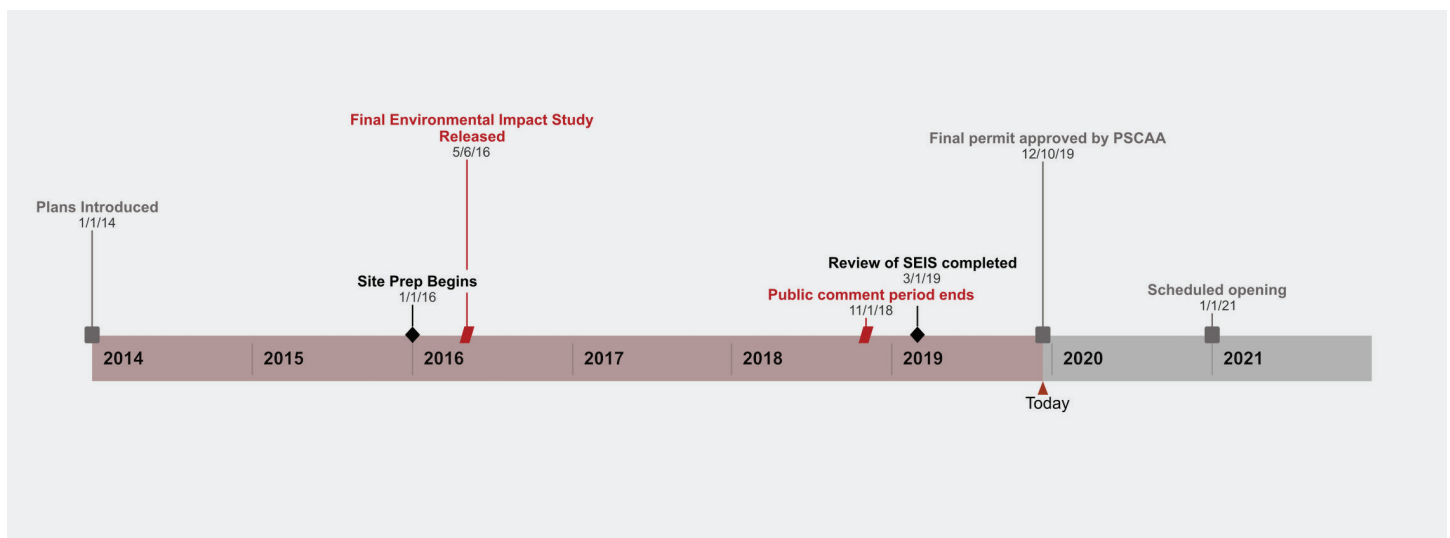 Final Environmental Impact Study
Released
5/6/16
Final permit approved by PSCAA
12/10/19
Plans Introduced
1/1/14
Site Prep Begins
1/1/16
Review of SEIS completed
3/1/19
Public comment period ends
11/1/18
Scheduled opening
1/1/21
2014 2015 2016 2017 2018 2019 2020 2021
Today